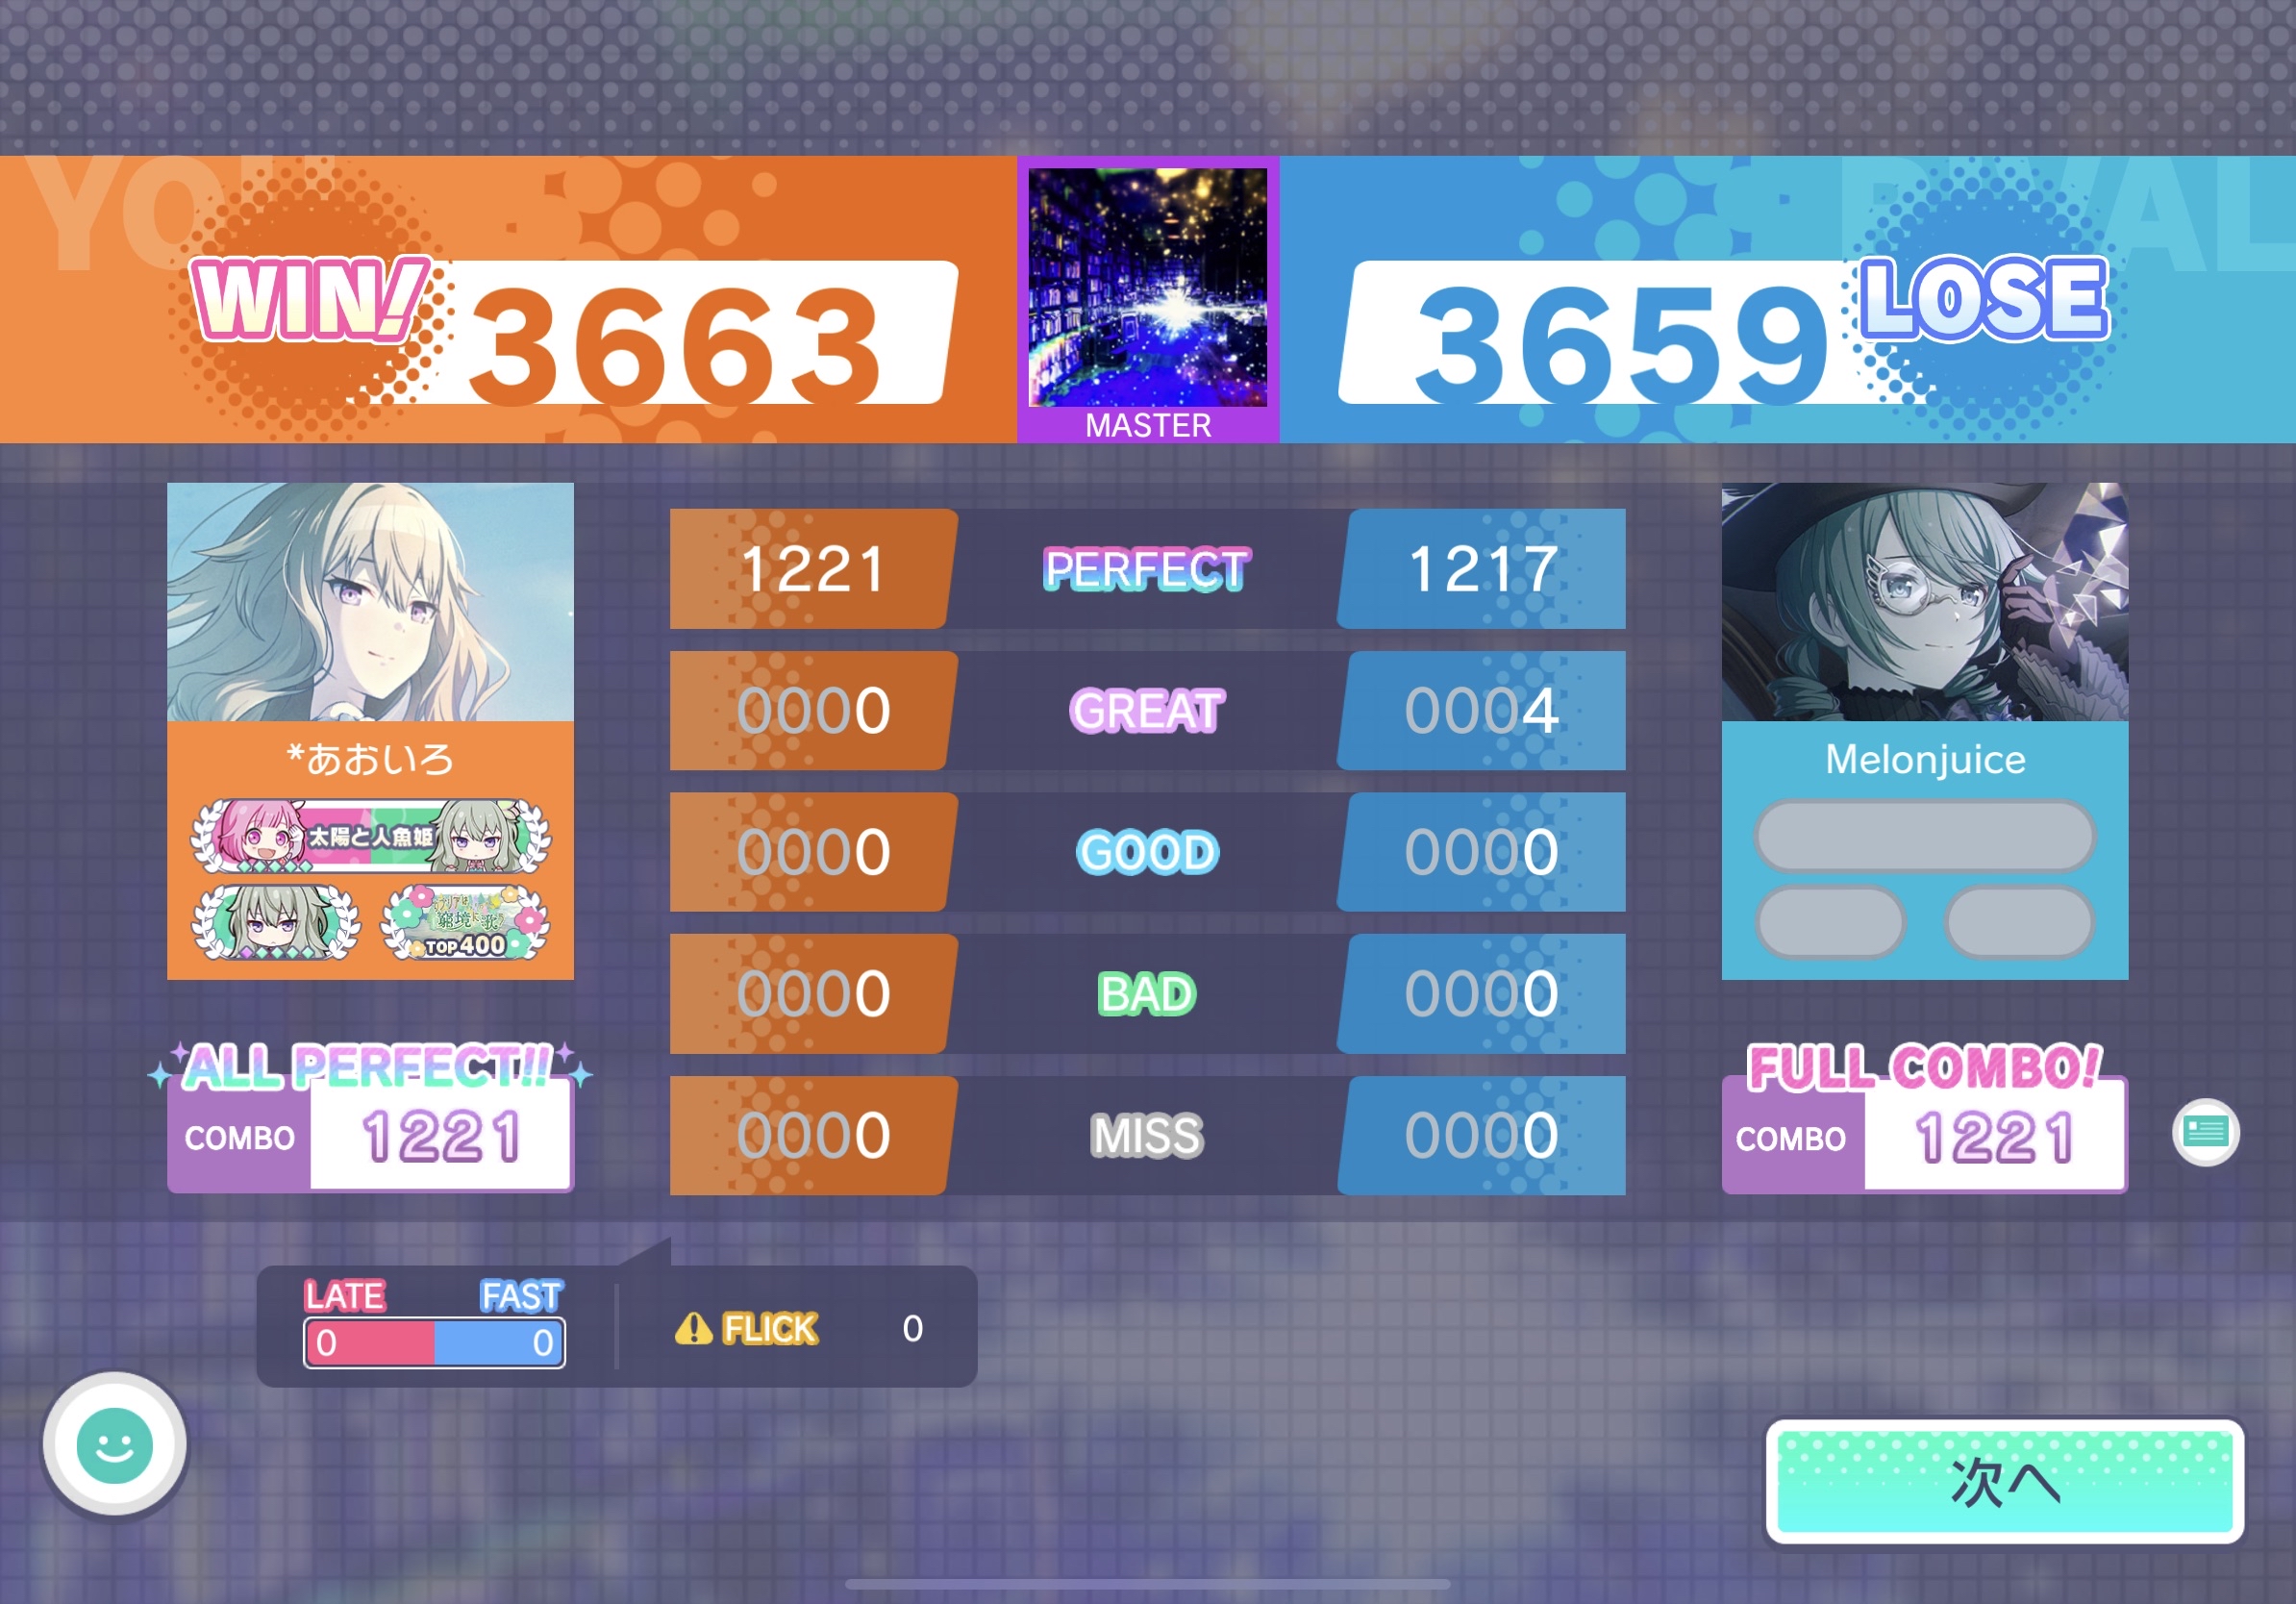 YOU
RIVAL
WIN!
3663
3659
LOSE
MASTER
1221
PERFECT
1217
0000
GREAT
0004
0000
GOOD
0000
0000
BAD
0000
0000
MISS
0000
*あおいろ
太陽と人魚姫
TOP400
Melonjuice
ALL PERFECT!!
COMBO
1221
FULL COMBO!
COMBO
1221
LATE
FAST
0
0
FLICK
0
次へ